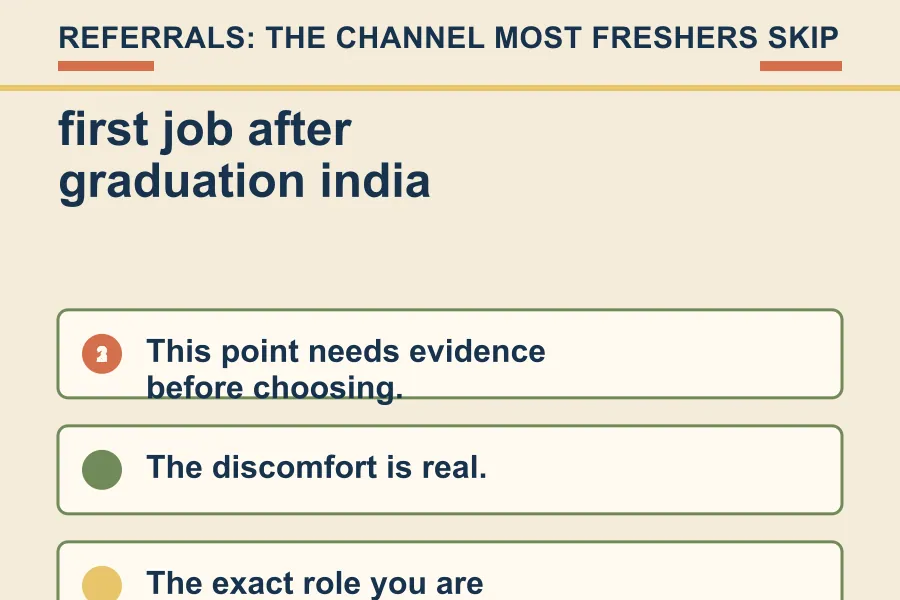 REFERRALS: THE CHANNEL MOST FRESHERS SKIP
first job after
graduation india
This point needs evidence
before choosing.
The discomfort is real.
The exact role you are